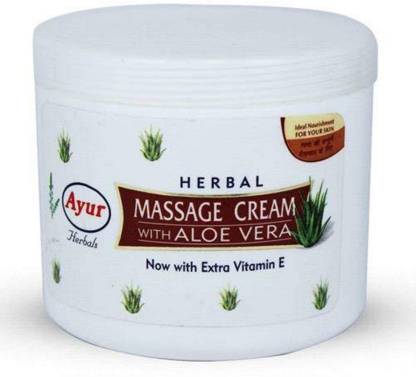 Ideal Nourishment
FOR YOUR SKIN
HERBAL
Ayur
Herbals
MASSAGE CREAM
WITH ALOE VERA
Now with Extra Vitamin E